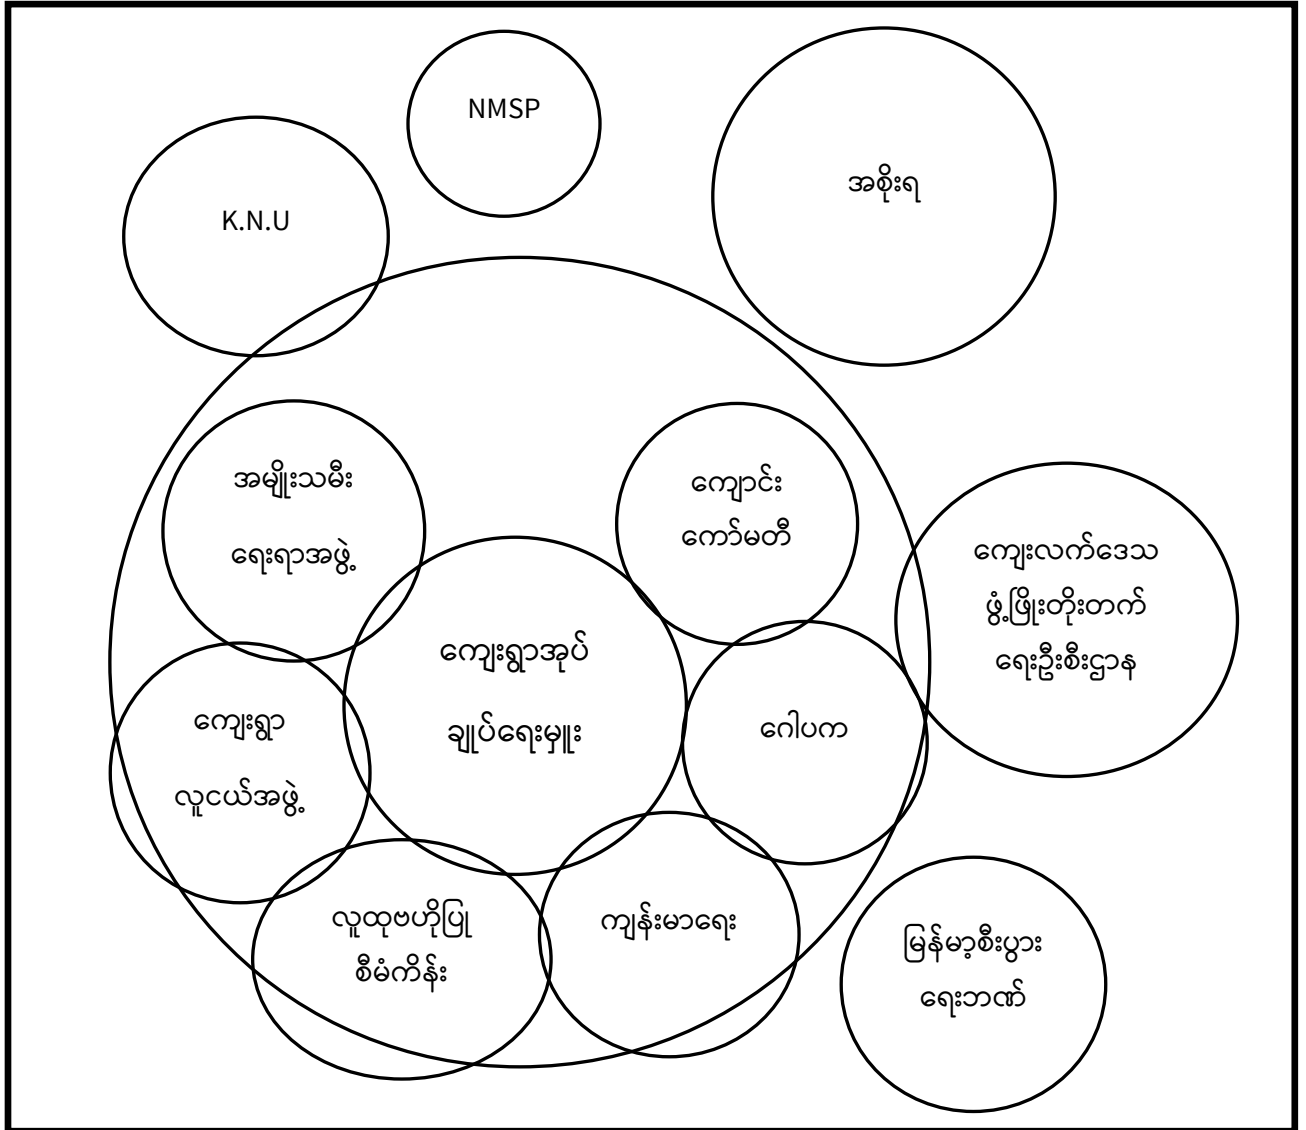 NMSP
K.N.U
အစိုးရ
အမျိုးသမီး
ရေးရာအဖွဲ့
ကျောင်း
ကော်မတီ
ကျေးလက်ဒေသ
ဖွံ့ဖြိုးတိုးတက်
ရေးဦးစီးဌာန
ကျေးရွာအုပ်
ချုပ်ရေးမှူး
ကျေးရွာ
လူငယ်အဖွဲ့
ဂေါပက
လူထုဗဟိုပြု
စီမံကိန်း
ကျန်းမာရေး
မြန်မာ့စီးပွား
ရေးဘဏ်